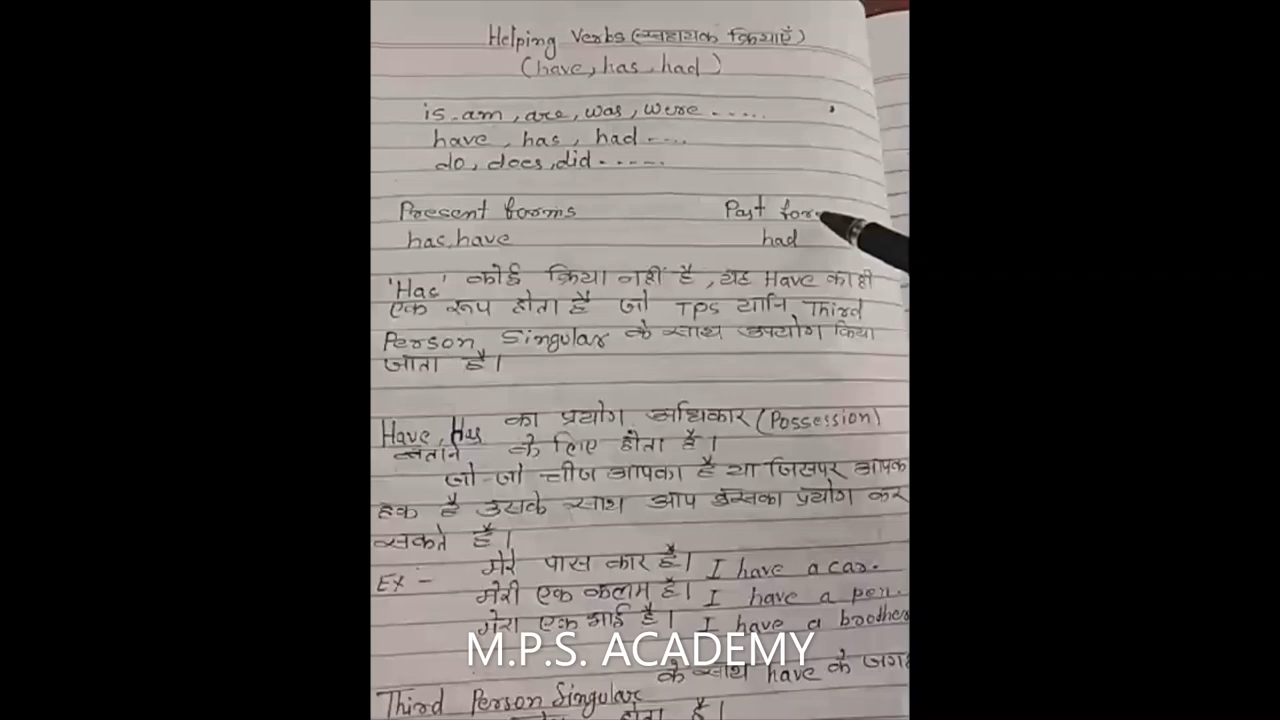 Helping Verbs (सहायक क्रियाएँ)
(have, has, had)
is, am, are, was, were .....
have, has, had ....
do, does, did .....
Present forms Past for
has, have had
'Has' कोई क्रिया नहीं है, यह Have का ही
एक रूप होता है जो TPS यानि Third
Person Singular के साथ उपयोग किया
जाता है।
Have, Has का प्रयोग अधिकार (Possession)
बताने के लिए होता है।
जो-जो चीज आपका है या जिसपर आपक
हक है उसके साथ आप इसका प्रयोग कर
सकते हैं।
Ex - मेरे पास कार है। I have a car.
मेरी एक कलम है। I have a pen.
मेरा एक भाई है। I have a brother
M.P.S. ACADEMY
Third Person Singular के साथ have के जगह
होता है।